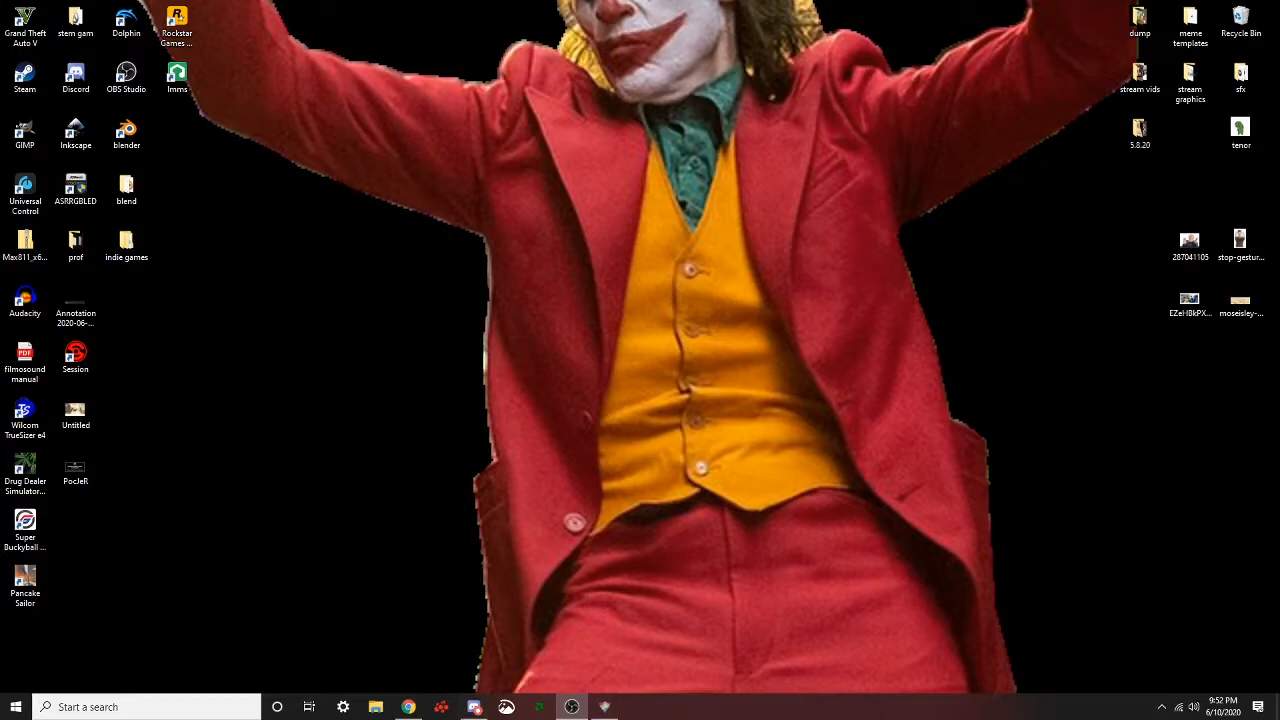 Grand Theft
Auto V
stem gam
Dolphin
Rockstar
Games ...
dump
meme
templates
Recycle Bin
Steam
Discord
OBS Studio
lmms
stream vids
stream
graphics
sfx
GIMP
Inkscape
blender
5.8.20
tenor
Universal
Control
ASRRGBLED
blend
Max811_x6...
prof
indie games
287041105
stop-gestur...
Audacity
Annotation
2020-06-...
EZeHBkPX...
moseisley-...
PDF
filmosound
manual
Session
Wilcom
TrueSizer e4
Untitled
Drug Dealer
Simulator...
PocJeR
Super
Buckyball ...
Pancake
Sailor
Start a search
9:52 PM
6/10/2020